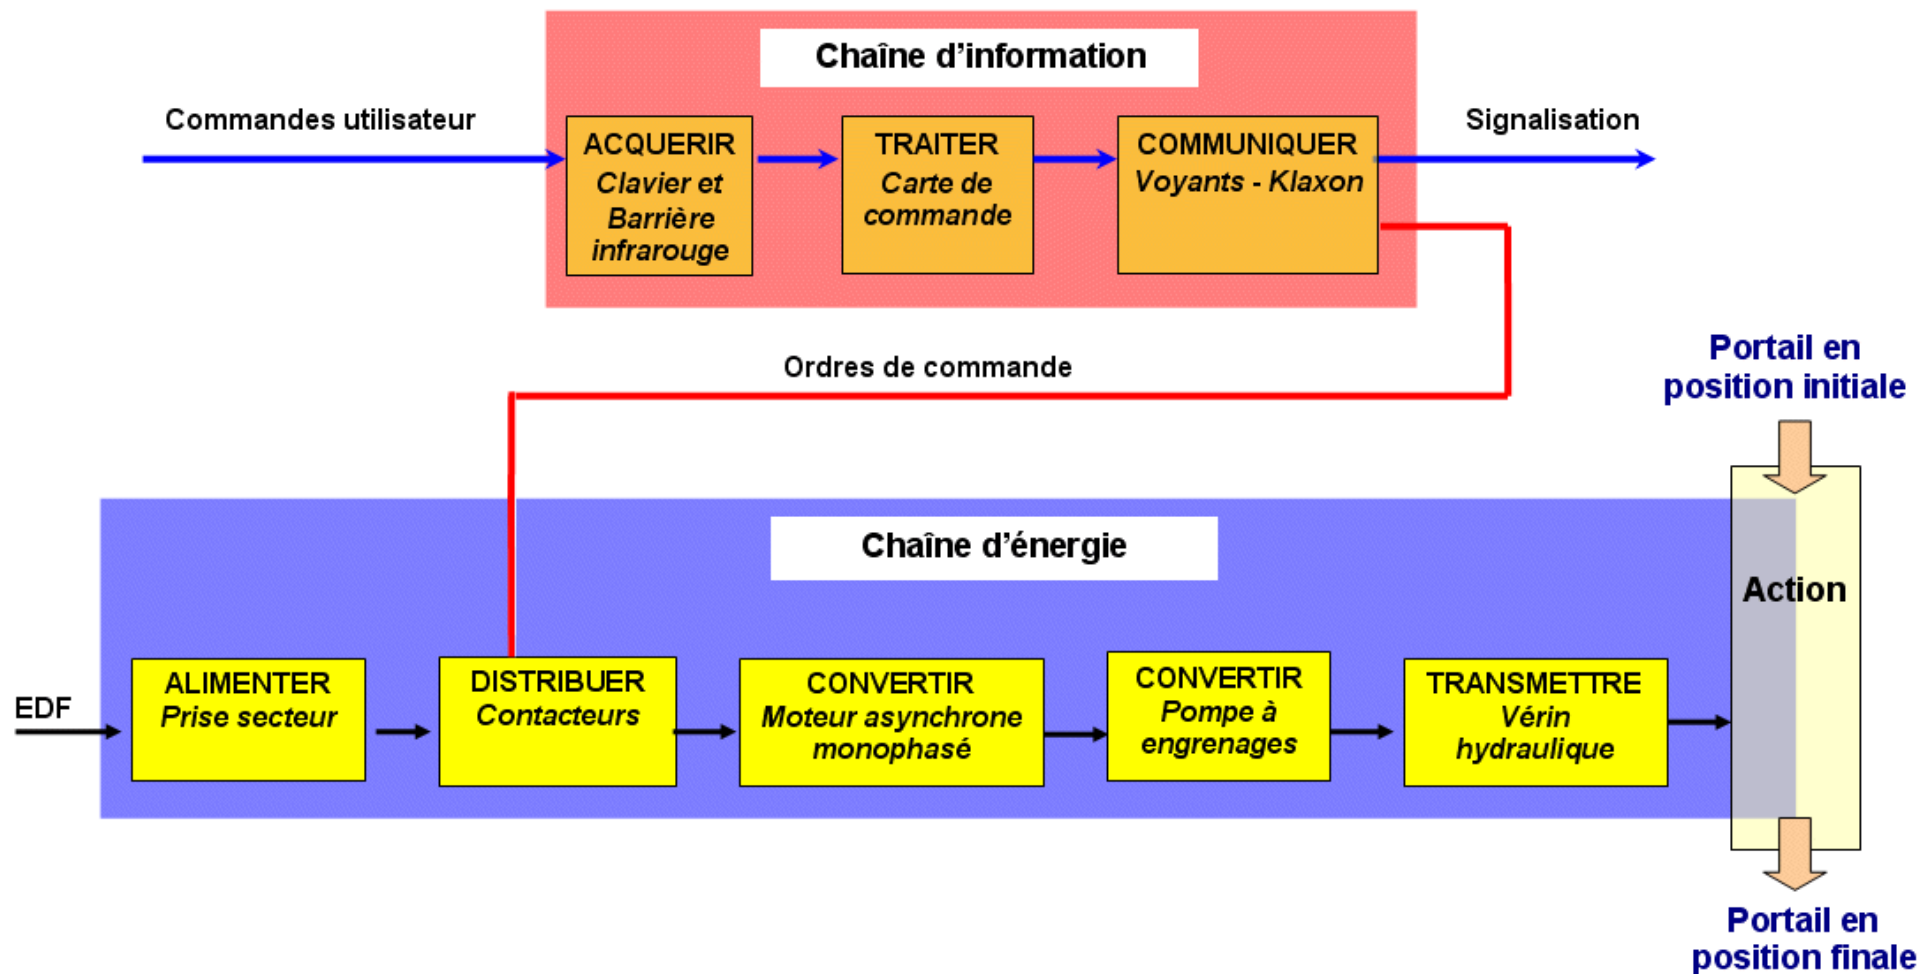 Chaîne d'information
Commandes utilisateur
Signalisation
ACQUERIR
Clavier et
Barrière
infrarouge
TRAITER
Carte de
commande
COMMUNIQUER
Voyants - Klaxon
Ordres de commande
Portail en
position initiale
Chaîne d'énergie
Action
EDF
ALIMENTER
Prise secteur
DISTRIBUER
Contacteurs
CONVERTIR
Moteur asynchrone
monophasé
CONVERTIR
Pompe à
engrenages
TRANSMETTRE
Vérin
hydraulique
Portail en
position finale